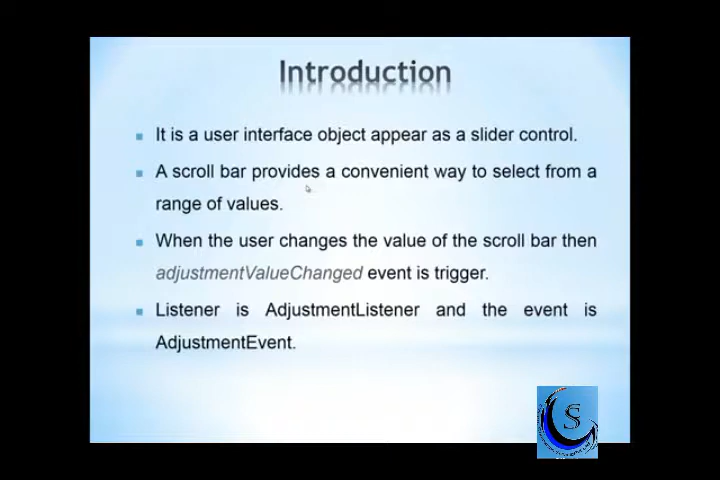 Introduction
It is a user interface object appear as a slider control.
A scroll bar provides a convenient way to select from a
range of values.
When the user changes the value of the scroll bar then
adjustmentValueChanged event is trigger.
Listener is AdjustmentListener and the event is
AdjustmentEvent.
S